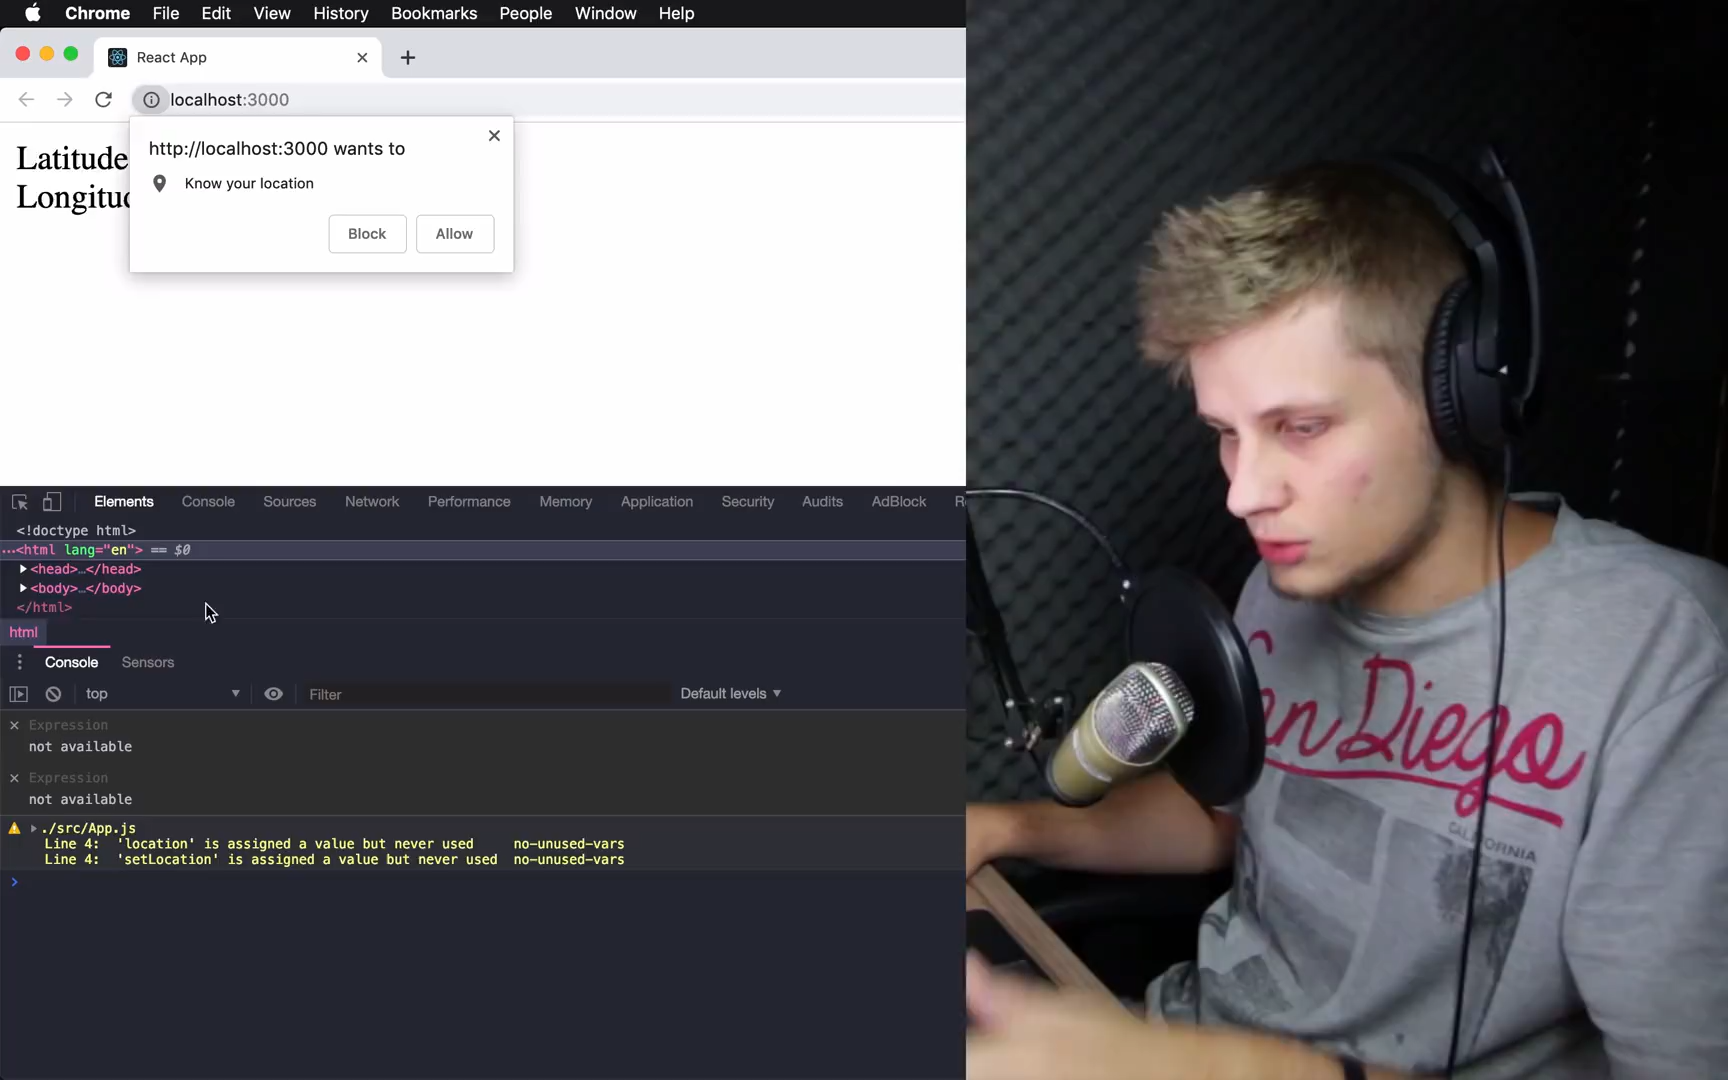 Chrome File Edit View History Bookmarks People Window Help
React App
localhost:3000
http://localhost:3000 wants to
Know your location
Block Allow
Latitude
Elements Console Sources Network Performance Memory Application Security Audits AdBlock
<!doctype html>
…<html lang="en"> == $0
<head>…</head>
<body>…</body>
</html>
html
Console Sensors
top Filter Default levels
Expression
not available
Expression
not available
./src/App.js
Line 4: 'location' is assigned a value but never used no-unused-vars
Line 4: 'setLocation' is assigned a value but never used no-unused-vars
San Diego
CALIFORNIA